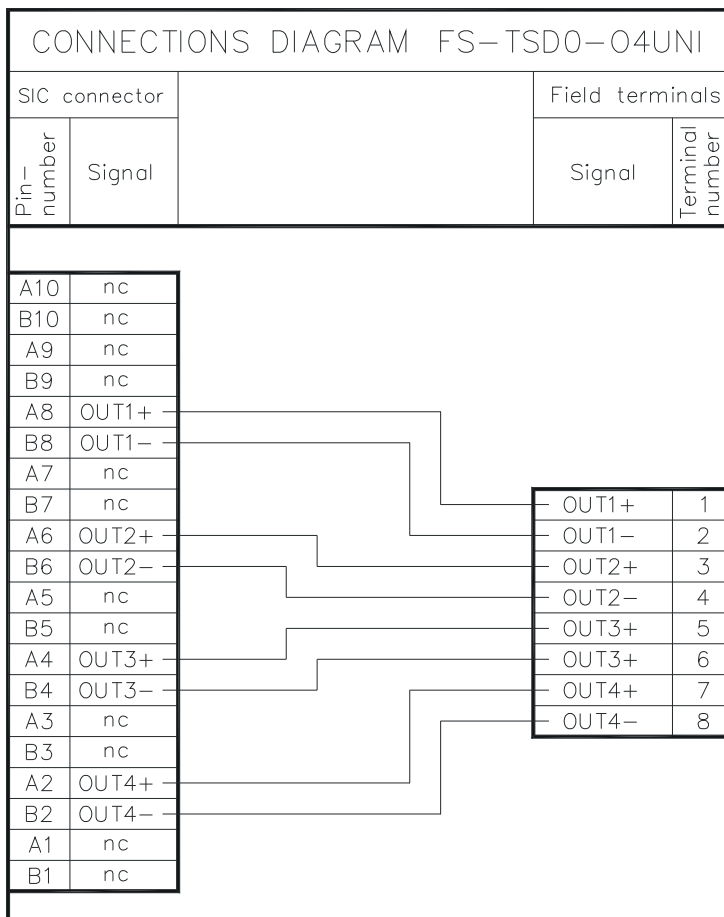 CONNECTIONS DIAGRAM FS-TSDO-04UNI
SIC connector
Field terminals
Pin-
number
Signal
Signal
Terminal
number
A10 nc
B10 nc
A9 nc
B9 nc
A8 OUT1+
B8 OUT1-
A7 nc
B7 nc
A6 OUT2+
B6 OUT2-
A5 nc
B5 nc
A4 OUT3+
B4 OUT3-
A3 nc
B3 nc
A2 OUT4+
B2 OUT4-
A1 nc
B1 nc
OUT1+ 1
OUT1- 2
OUT2+ 3
OUT2- 4
OUT3+ 5
OUT3+ 6
OUT4+ 7
OUT4- 8